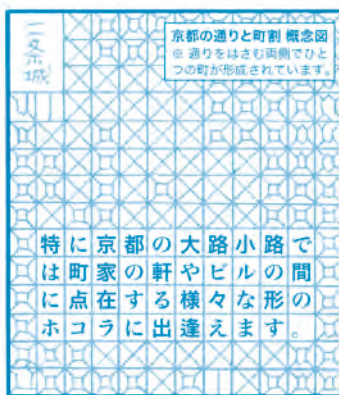 二条城
京都の通りと町割 概念図
※ 通りをはさむ両側でひと
つの町が形成されています。
特に京都の大路小路で
は町家の軒やビルの間
に点在する様々な形の
ホコラに出逢えます。